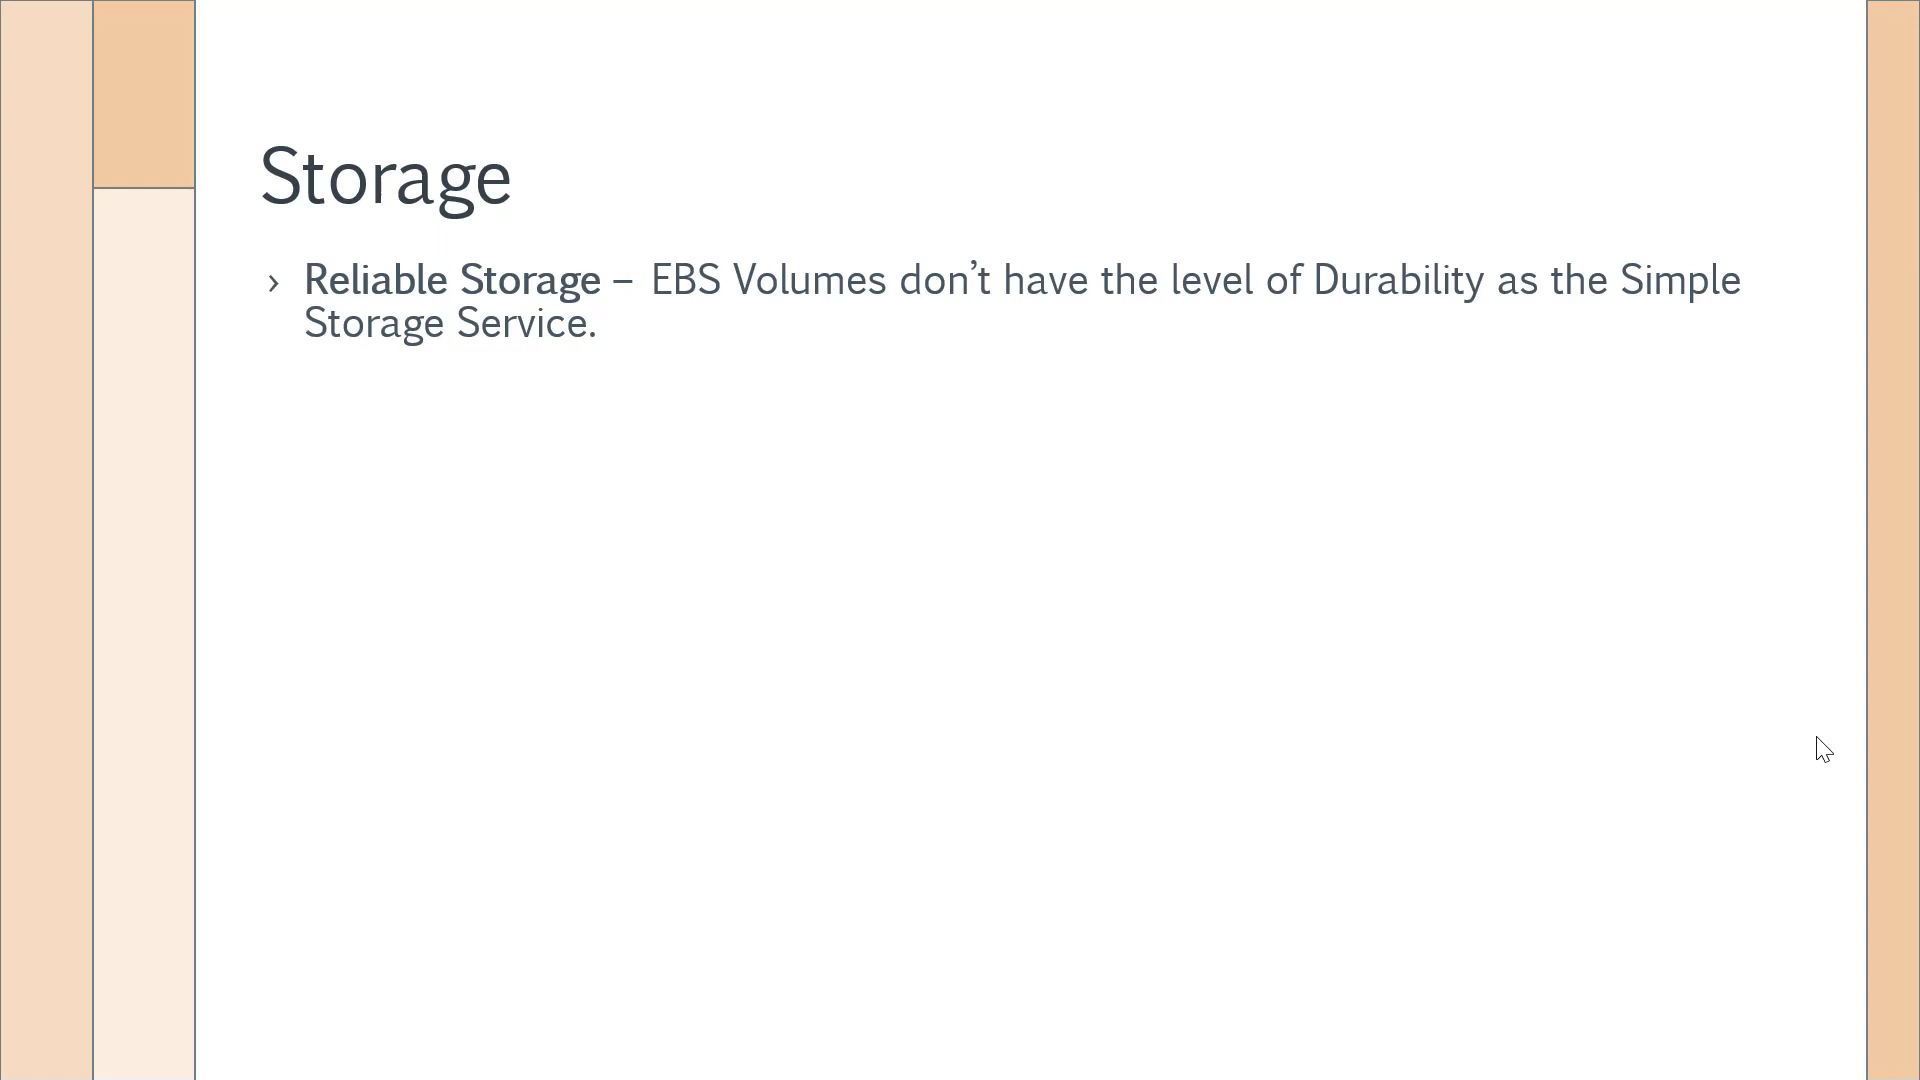 Storage
› Reliable Storage – EBS Volumes don’t have the level of Durability as the Simple
Storage Service.